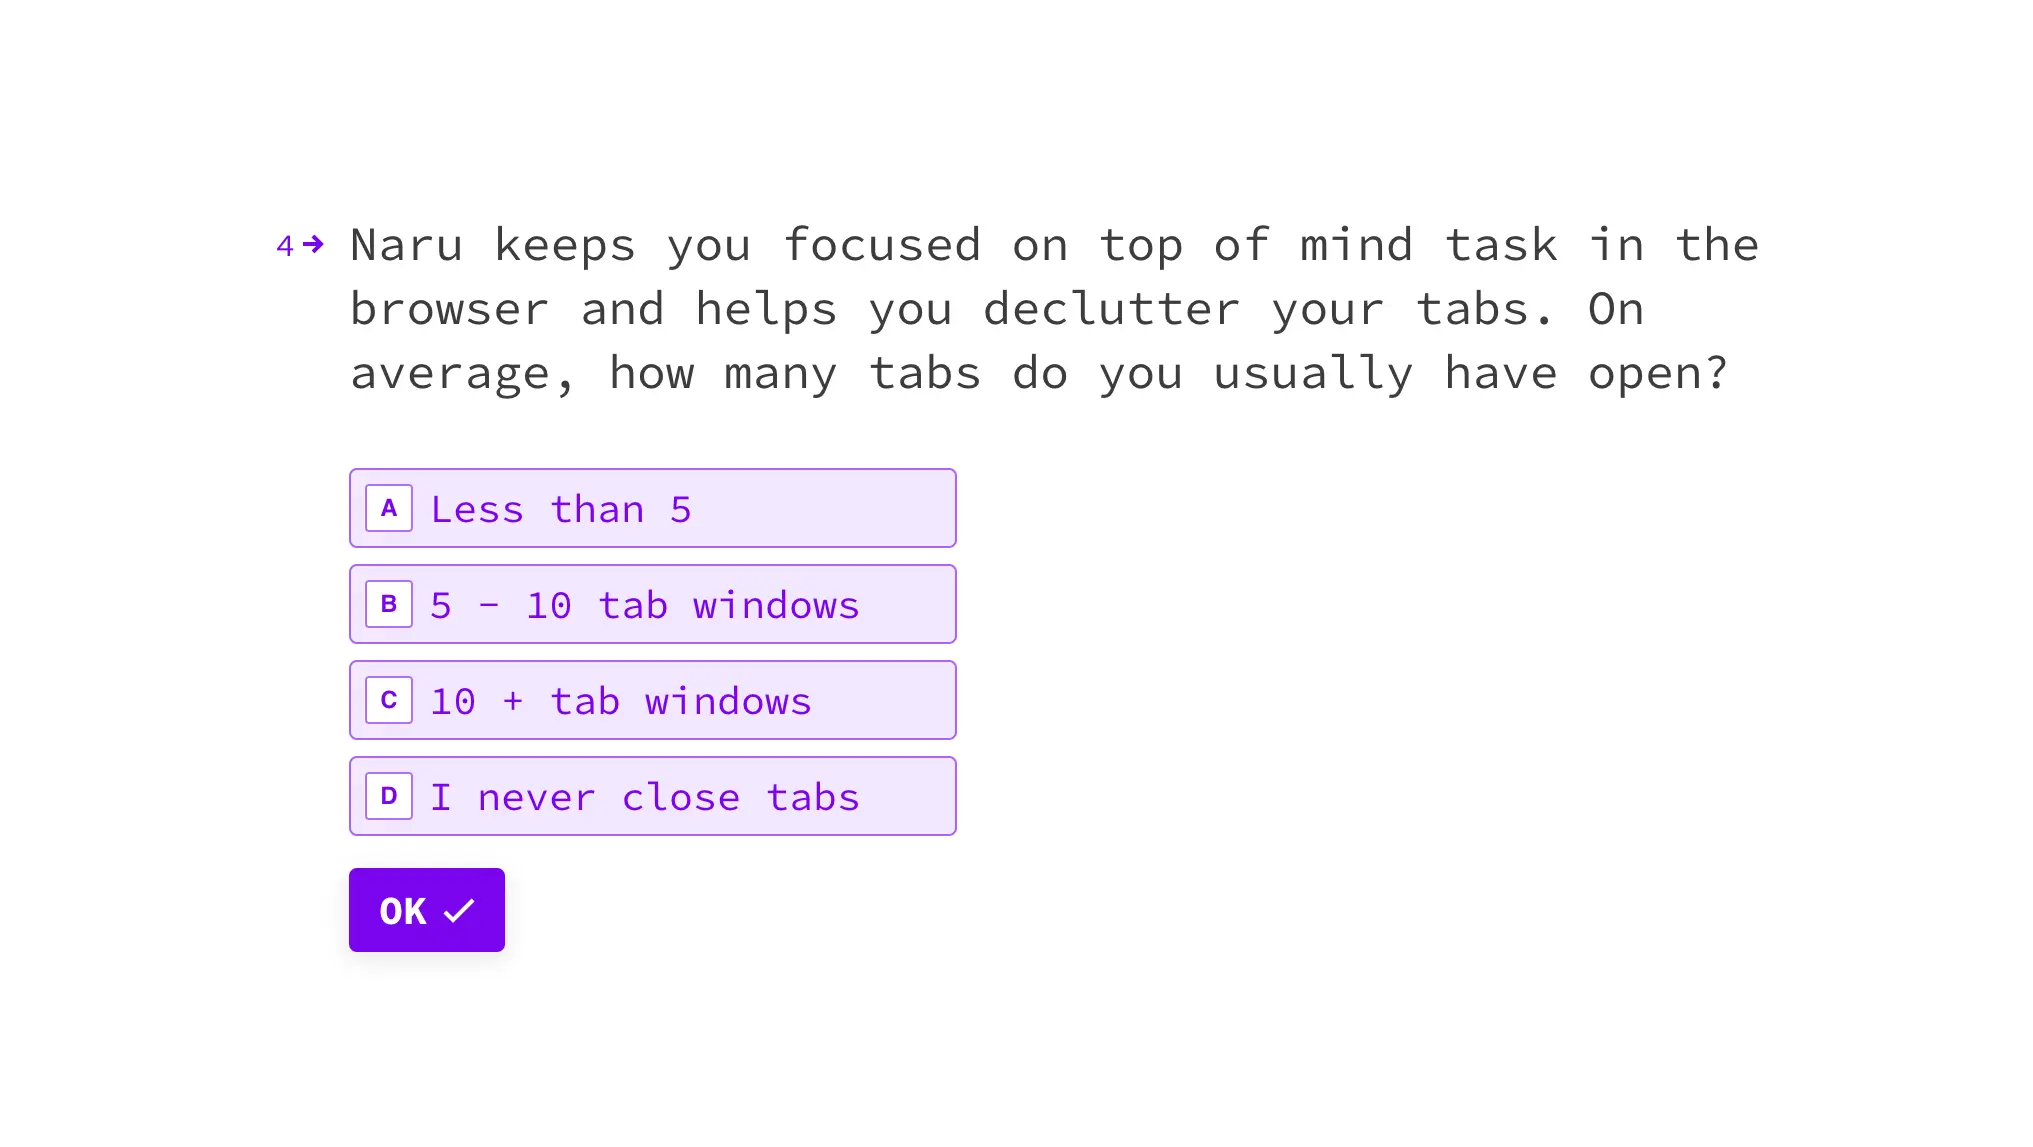 4→ Naru keeps you focused on top of mind task in the
browser and helps you declutter your tabs. On
average, how many tabs do you usually have open?
A Less than 5
B 5 - 10 tab windows
C 10 + tab windows
D I never close tabs
OK ✓